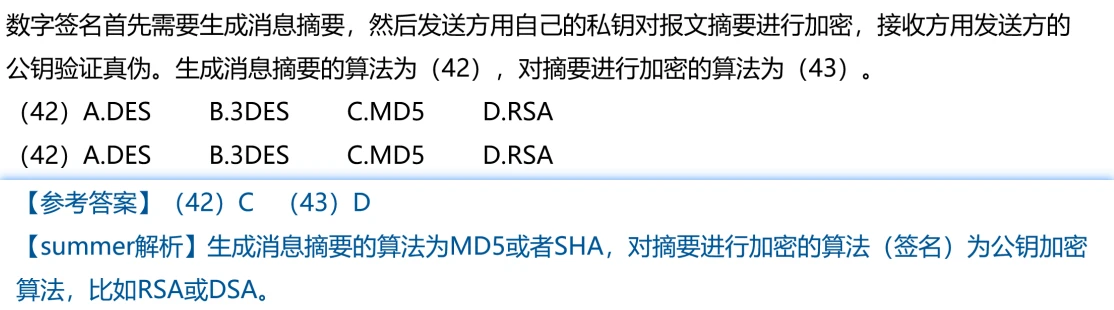 数字签名首先需要生成消息摘要，然后发送方用自己的私钥对报文摘要进行加密，接收方用发送方的
公钥验证真伪。生成消息摘要的算法为（42），对摘要进行加密的算法为（43）。
（42）A.DES B.3DES C.MD5 D.RSA
（42）A.DES B.3DES C.MD5 D.RSA
【参考答案】（42）C （43）D
【summer解析】生成消息摘要的算法为MD5或者SHA，对摘要进行加密的算法（签名）为公钥加密
算法，比如RSA或DSA。